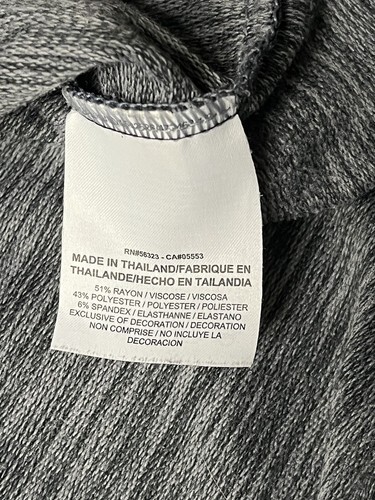 RN#56323 - CA#05553
MADE IN THAILAND/FABRIQUE EN
THAILANDE/HECHO EN TAILANDIA
51% RAYON / VISCOSE / VISCOSA
43% POLYESTER / POLYESTER / POLIESTER
6% SPANDEX / ELASTHANNE / ELASTANO
EXCLUSIVE OF DECORATION / DECORATION
NON COMPRISE / NO INCLUYE LA
DECORACION